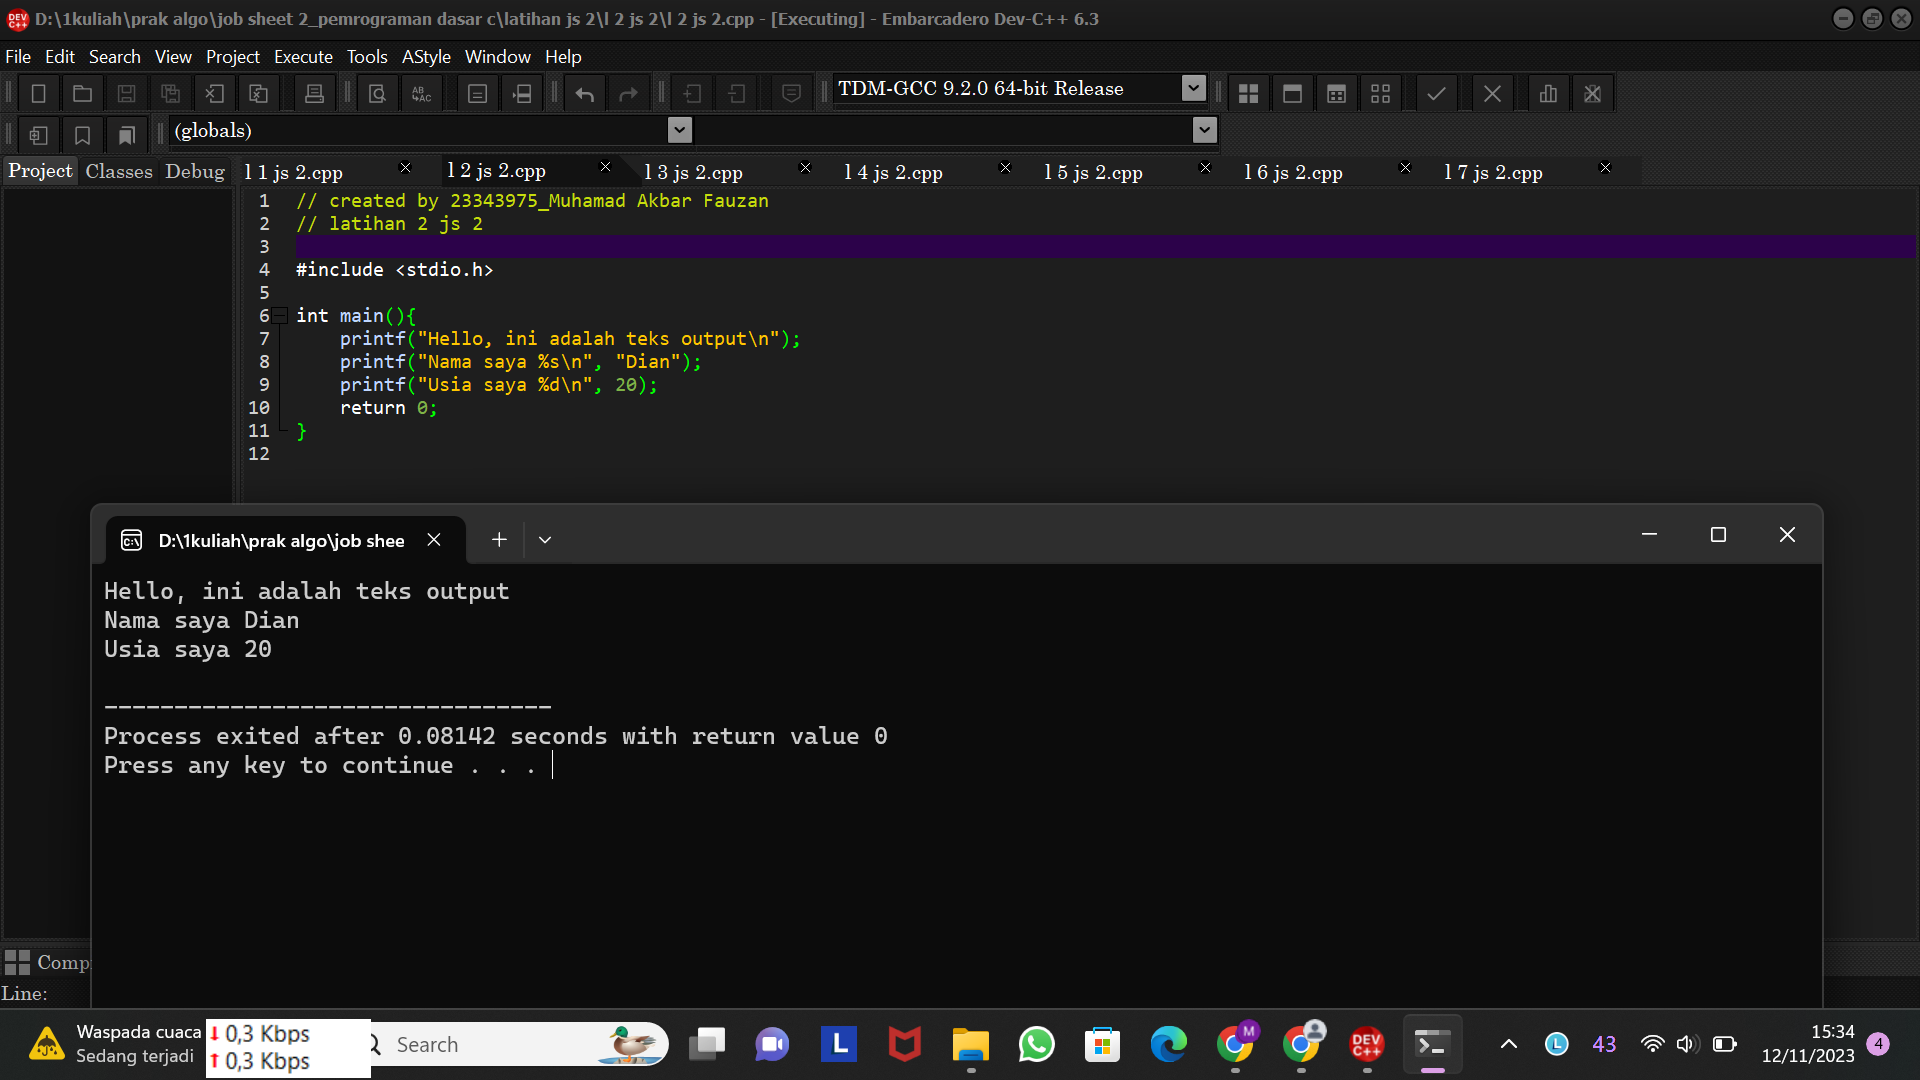 D:\1kuliah\prak algo\job sheet 2_pemrograman dasar c\latihan js 2\l 2 js 2\l 2 js 2.cpp - [Executing] - Embarcadero Dev-C++ 6.3
File Edit Search View Project Execute Tools AStyle Window Help
TDM-GCC 9.2.0 64-bit Release
(globals)
Project Classes Debug
l 1 js 2.cpp l 2 js 2.cpp l 3 js 2.cpp l 4 js 2.cpp l 5 js 2.cpp l 6 js 2.cpp l 7 js 2.cpp
1 // created by 23343975_Muhamad Akbar Fauzan
2 // latihan 2 js 2
3
4 #include <stdio.h>
5
6 int main(){
7 printf("Hello, ini adalah teks output\n");
8 printf("Nama saya %s\n", "Dian");
9 printf("Usia saya %d\n", 20);
10 return 0;
11 }
12
D:\1kuliah\prak algo\job shee
Hello, ini adalah teks output
Nama saya Dian
Usia saya 20
--------------------------------
Process exited after 0.08142 seconds with return value 0
Press any key to continue . . .
Comp
Line:
Waspada cuaca
Sedang terjadi
0,3 Kbps
0,3 Kbps
Search
43
15:34
12/11/2023
4